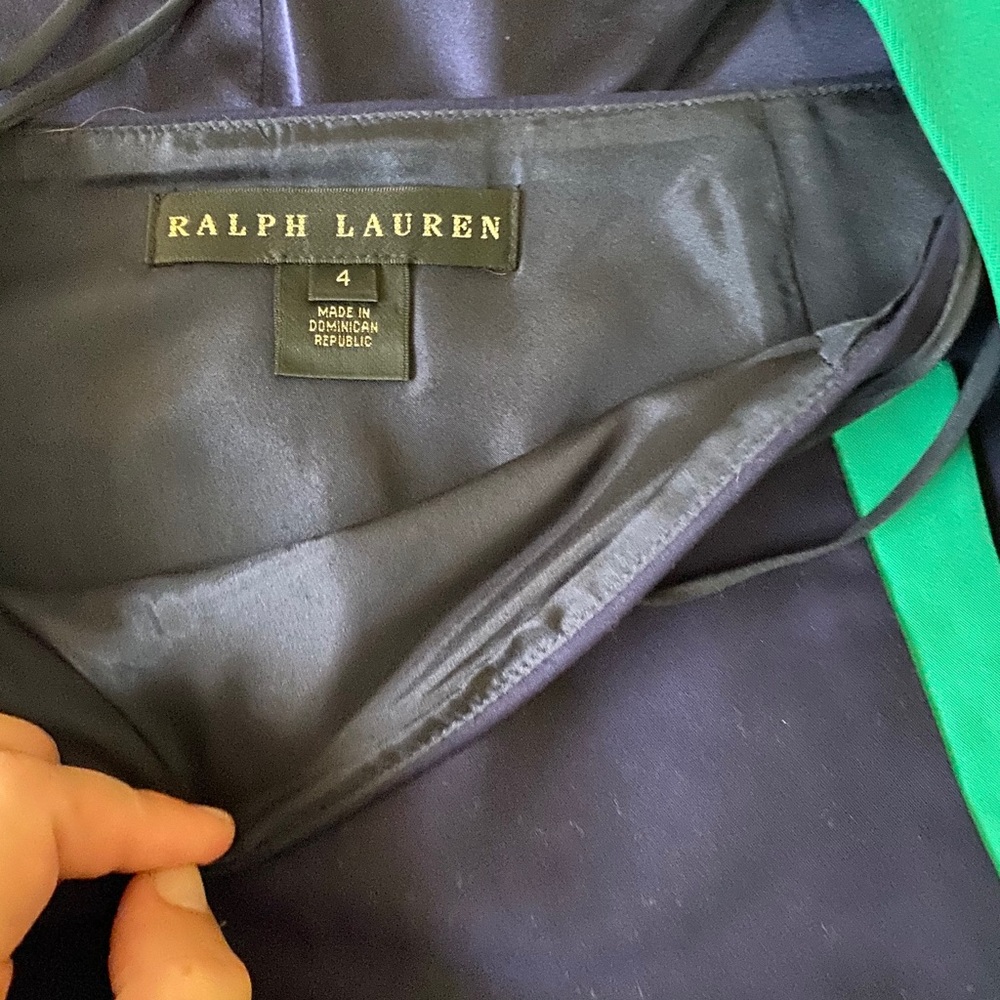 RALPH LAUREN
4
MADE IN
DOMINICAN
REPUBLIC